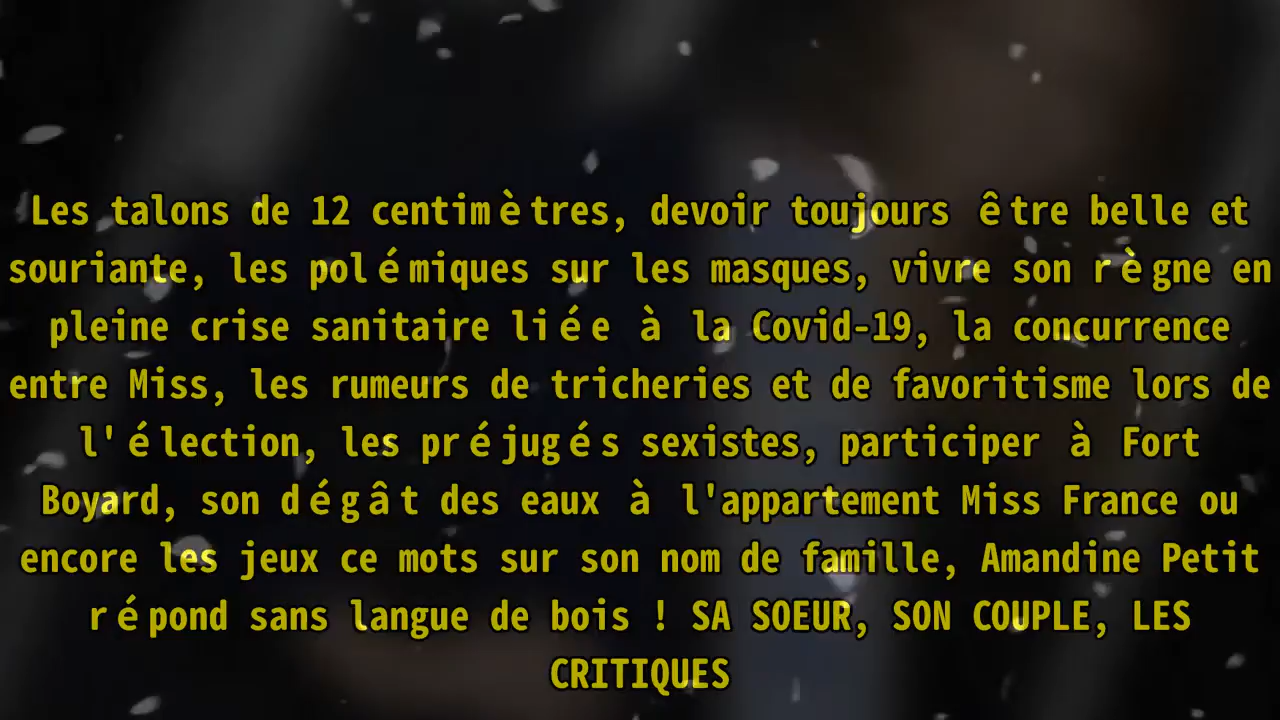 Les talons de 12 centimètres, devoir toujours être belle et
souriante, les polémiques sur les masques, vivre son règne en
pleine crise sanitaire liée à la Covid-19, la concurrence
entre Miss, les rumeurs de tricheries et de favoritisme lors de
l'élection, les préjugés sexistes, participer à Fort
Boyard, son dégât des eaux à l'appartement Miss France ou
encore les jeux ce mots sur son nom de famille, Amandine Petit
répond sans langue de bois ! SA SOEUR, SON COUPLE, LES
CRITIQUES